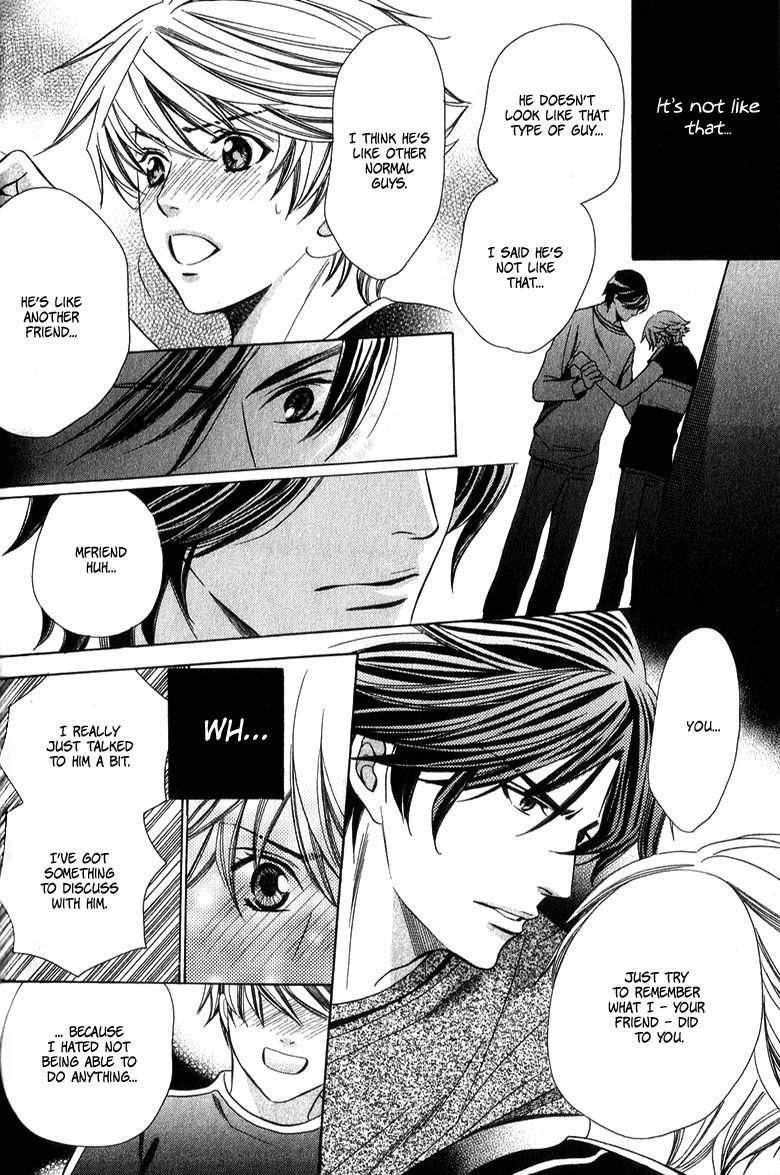 It's not like
that...
HE DOESN'T
LOOK LIKE THAT
TYPE OF GUY...
I SAID HE'S
NOT LIKE
THAT...
I THINK HE'S
LIKE OTHER
NORMAL
GUYS.
HE'S LIKE
ANOTHER
FRIEND...
MFRIEND
HUH...
YOU...
JUST TRY
TO REMEMBER
WHAT I - YOUR
FRIEND - DID
TO YOU.
WH...
I REALLY
JUST TALKED
TO HIM A BIT.
I'VE GOT
SOMETHING
TO DISCUSS
WITH HIM.
... BECAUSE
I HATED NOT
BEING ABLE TO
DO ANYTHING...